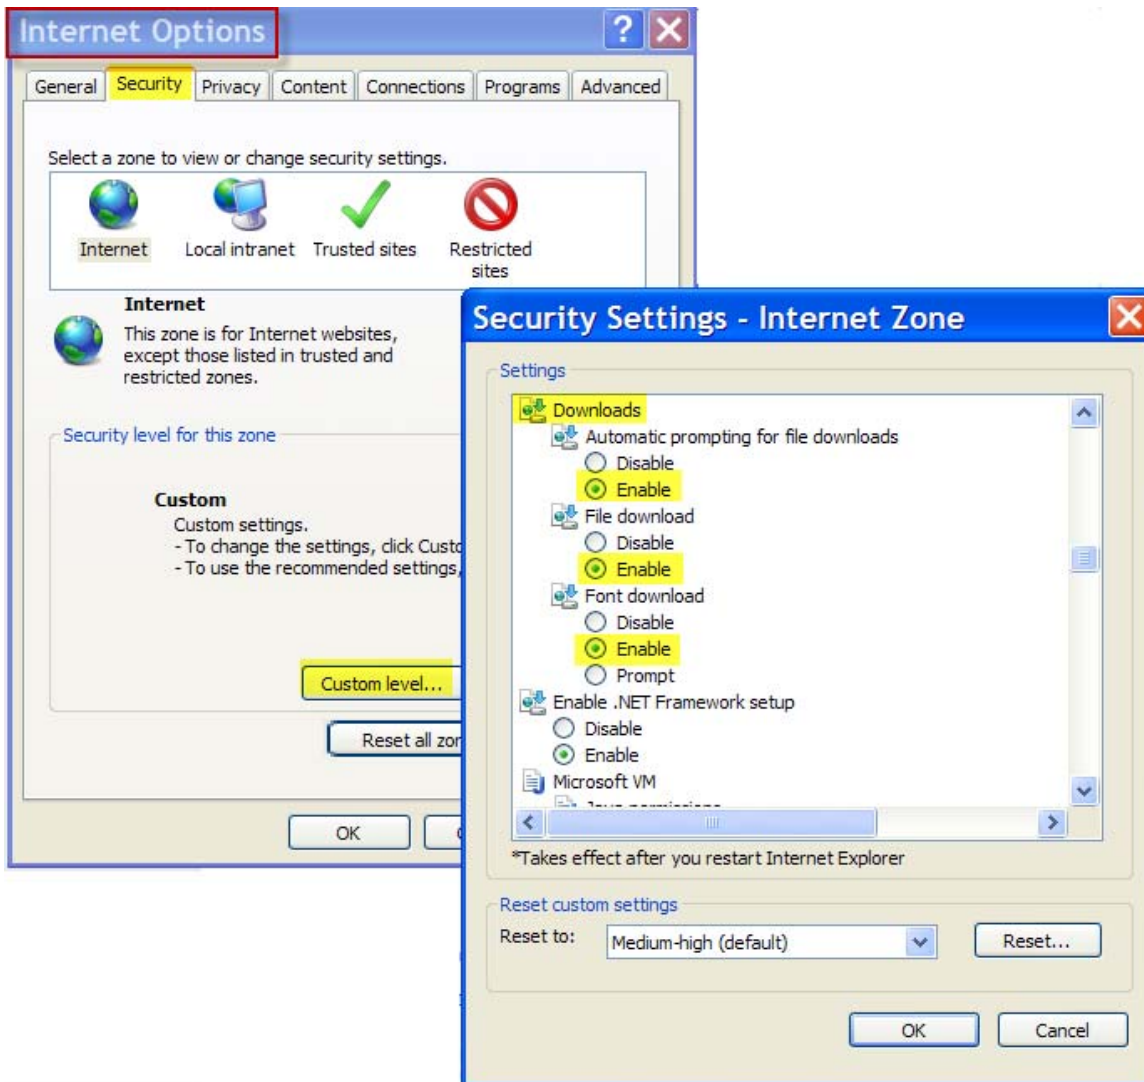 Internet Options
General Security Privacy Content Connections Programs Advanced
Select a zone to view or change security settings.
Internet Local intranet Trusted sites Restricted sites
Internet
This zone is for Internet websites,
except those listed in trusted and
restricted zones.
Security level for this zone
Custom
Custom settings.
- To change the settings, click
- To use the recommended settings,
Custom level...
Reset all
OK
Security Settings - Internet Zone
Settings
Downloads
Automatic prompting for file downloads
Disable
Enable
File download
Disable
Enable
Font download
Disable
Enable
Prompt
Enable .NET Framework setup
Disable
Enable
Microsoft VM
*Takes effect after you restart Internet Explorer
Reset custom settings
Reset to: Medium-high (default) Reset...
OK Cancel